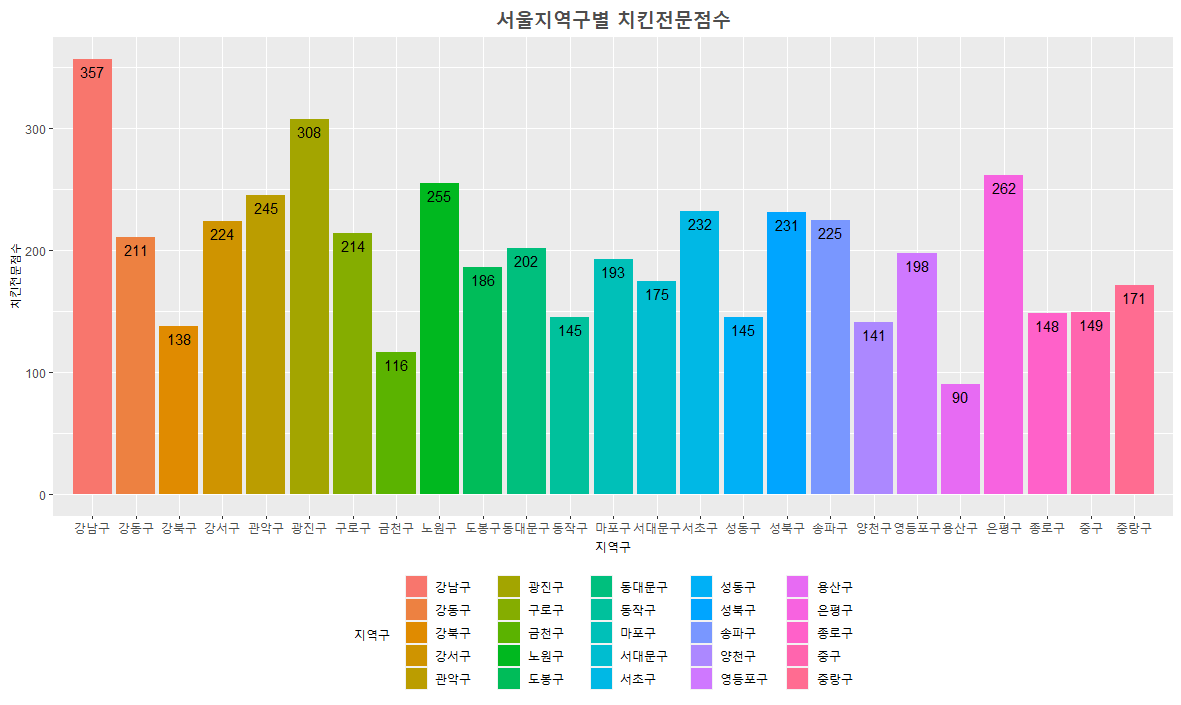 서울지역구별 치킨전문점수
치킨전문점수
300
200
100
0
357
211
138
224
245
308
214
116
255
186
202
145
193
175
232
145
231
225
141
198
90
262
148
149
171
강남구 강동구 강북구 강서구 관악구 광진구 구로구 금천구 노원구 도봉구 동대문구 동작구 마포구 서대문구 서초구 성동구 성북구 송파구 양천구 영등포구 용산구 은평구 종로구 중구 중랑구
지역구
지역구
강남구 광진구 동대문구 성동구 용산구
강동구 구로구 동작구 성북구 은평구
강북구 금천구 마포구 송파구 종로구
강서구 노원구 서대문구 양천구 중구
관악구 도봉구 서초구 영등포구 중랑구